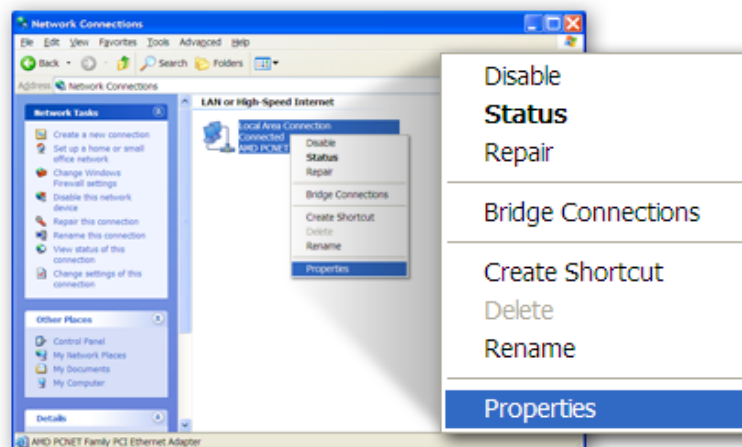 Network Connections
File Edit View Favorites Tools Advanced Help
Back Search Folders
Address Network Connections
Network Tasks
Create a new connection
Set up a home or small
office network
Change Windows
Firewall settings
Disable this network
device
Repair this connection
Rename this connection
View status of this
connection
Change settings of this
connection
Other Places
Control Panel
My Network Places
My Documents
My Computer
Details
LAN or High-Speed Internet
Local Area Connection
Connected
AMD PCNET
Disable
Status
Repair
Bridge Connections
Create Shortcut
Delete
Rename
Properties
Disable
Status
Repair
Bridge Connections
Create Shortcut
Delete
Rename
Properties
AMD PCNET Family PCI Ethernet Adapter